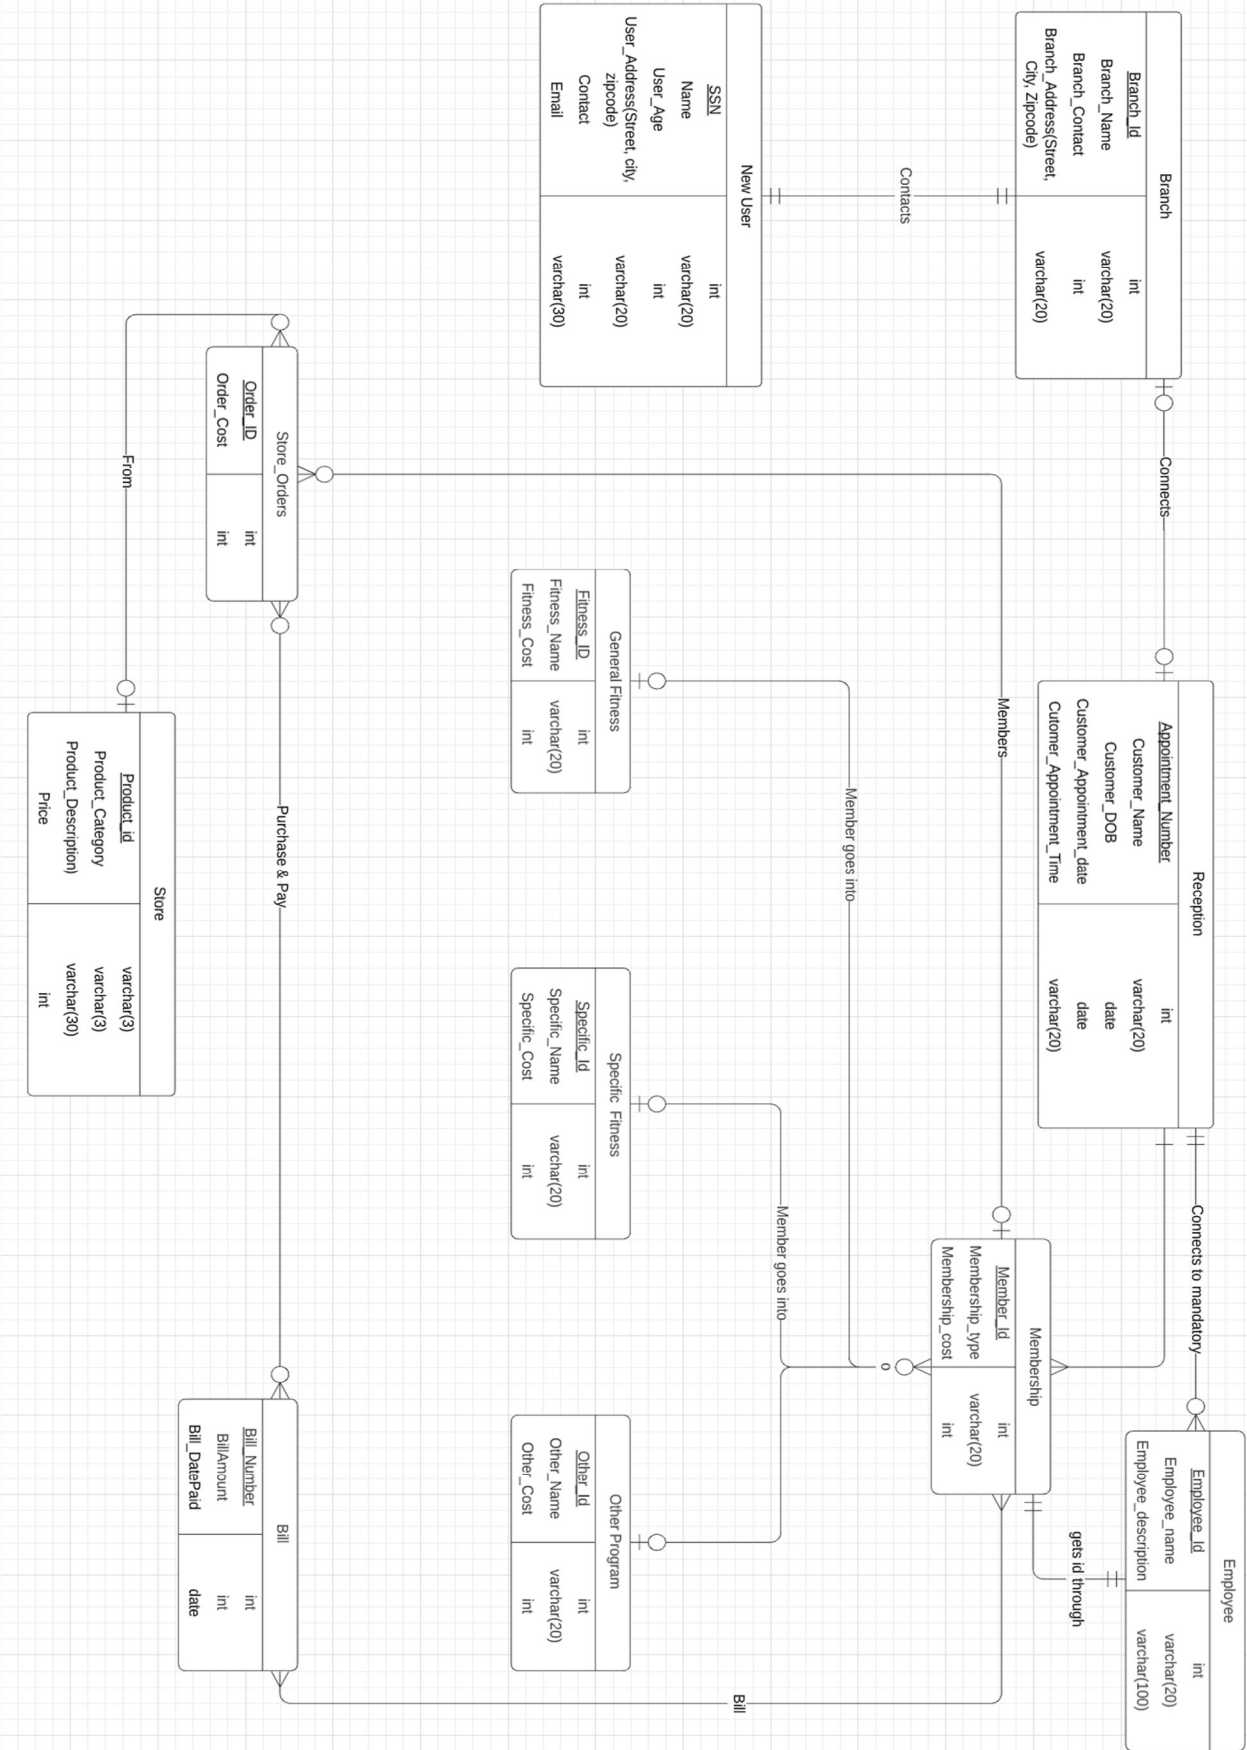 Branch
Branch_Id
int
Branch_Name
varchar(20)
Branch_Contact
int
Branch_Address(Street,
City, Zipcode)
varchar(20)
Connects
Reception
Appointment_Number
int
Customer_Name
varchar(20)
Customer_DOB
date
Customer_Appointment_date
date
Cutomer_Appointment_Time
varchar(20)
Connects to mandatory
Employee
Employee_Id
int
Employee_name
varchar(20)
Employee_description
varchar(100)
gets id through
Contacts
Members
Membership
Member_Id
int
Membership_type
varchar(20)
Membership_cost
int
o
New User
SSN
int
Name
varchar(20)
User_Age
int
User_Address(Street, city,
zipcode)
varchar(20)
Contact
int
Email
varchar(30)
Member goes into
Member goes into
Bill
General Fitness
Fitness_ID
int
Fitness_Name
varchar(20)
Fitness_Cost
int
Specific Fitness
Specific_Id
int
Specific_Name
varchar(20)
Specific_Cost
int
Other Program
Other_Id
int
Other_Name
varchar(20)
Other_Cost
int
Store_Orders
Order_ID
int
Order_Cost
int
Purchase & Pay
Bill
Bill_Number
int
BillAmount
int
Bill_DatePaid
date
From
Store
Product_id
varchar(3)
Product_Category
varchar(3)
Product_Description)
varchar(30)
Price
int